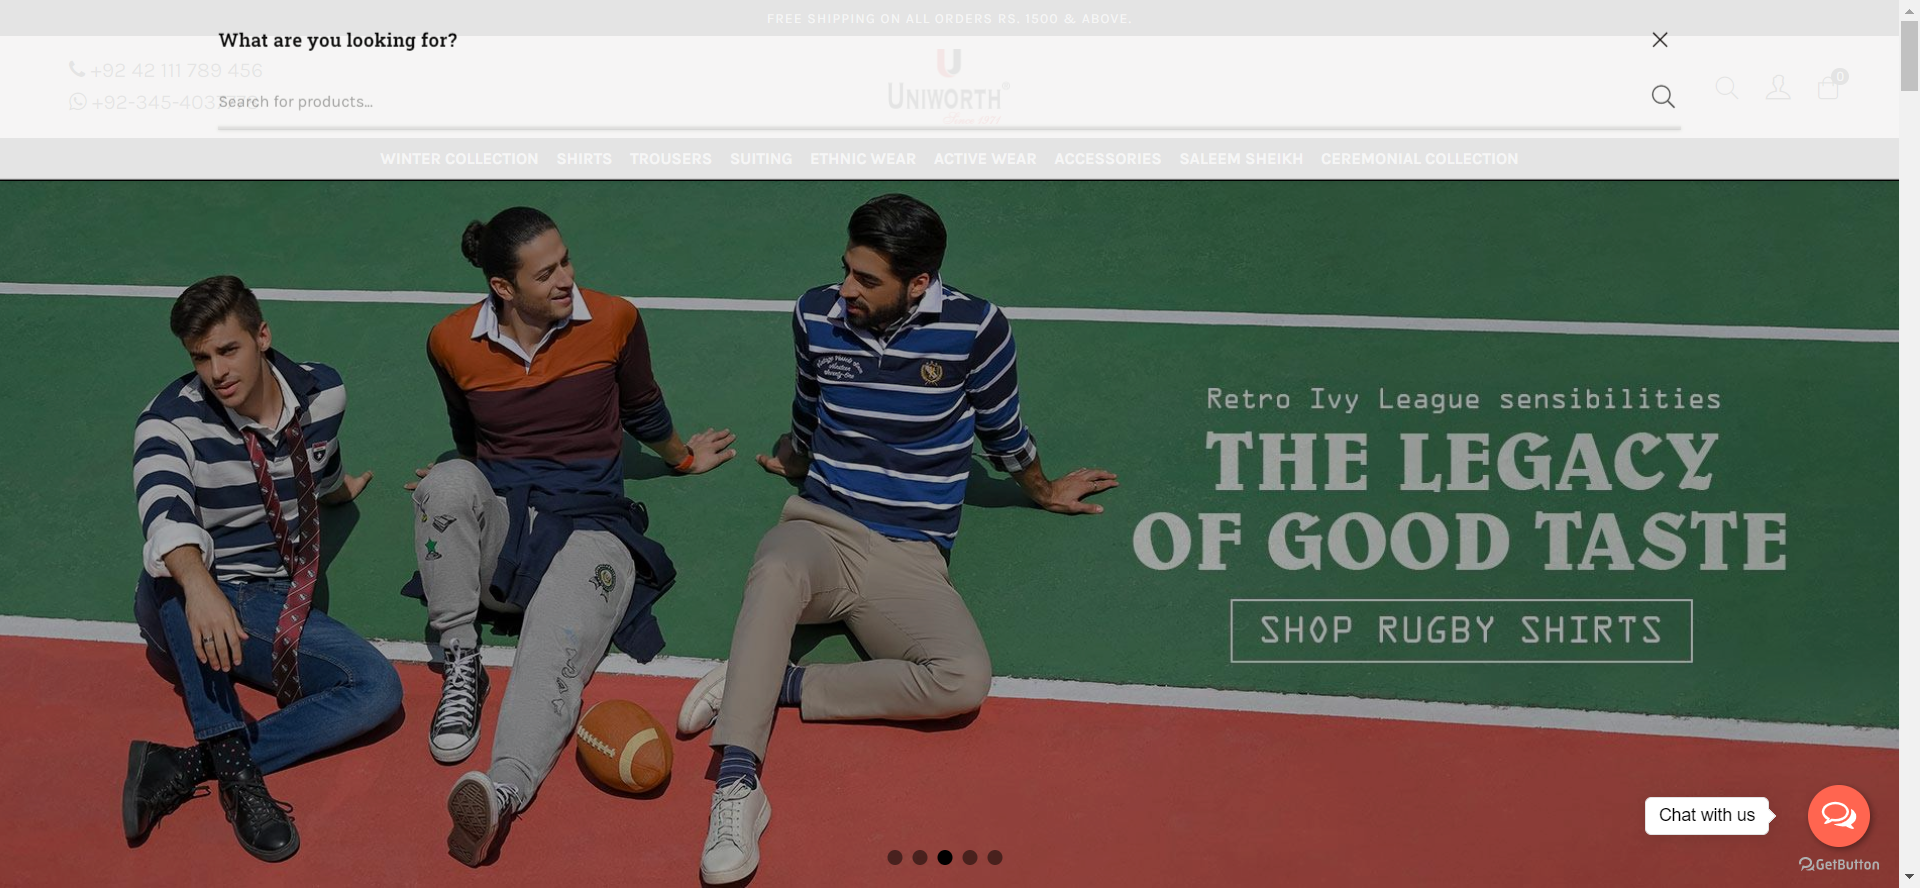 FREE SHIPPING ON ALL ORDERS RS. 1500 & ABOVE.
What are you looking for?
+92 42 111 789 456
+92-345-403
Search for products...
UNIWORTH
Since 1971
0
WINTER COLLECTION SHIRTS TROUSERS SUITING ETHNIC WEAR ACTIVE WEAR ACCESSORIES SALEEM SHEIKH CEREMONIAL COLLECTION
Retro Ivy League sensibilities
THE LEGACY
OF GOOD TASTE
SHOP RUGBY SHIRTS
Chat with us
GetButton